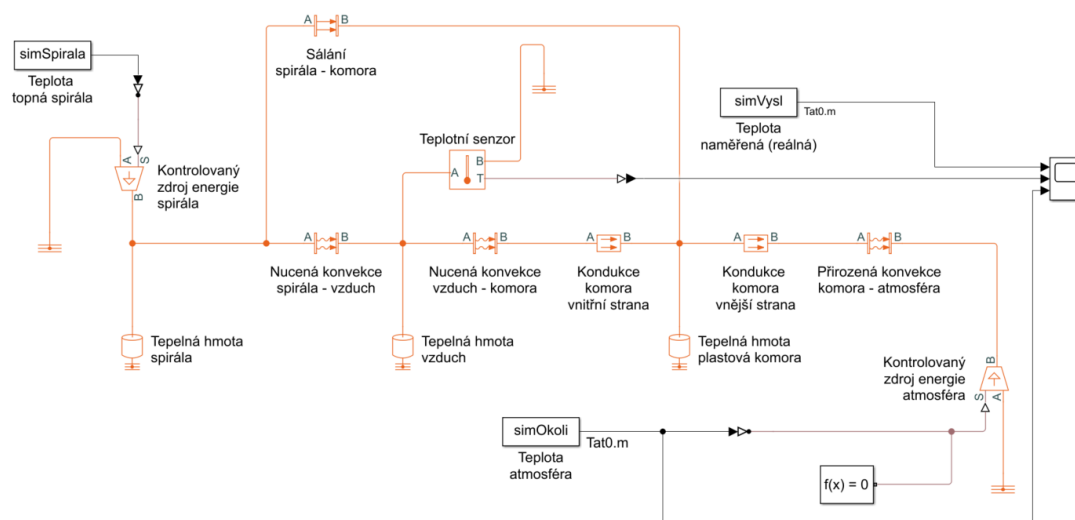 A
B
Sálání
spirála - komora
simSpirala
Teplota
topná spirála
A
S
B
Kontrolovaný
zdroj energie
spirála
Teplotní senzor
A
B
T
simVysl
Tat0.m
Teplota
naměřená (reálná)
A
B
Nucená konvekce
spirála - vzduch
A
B
Nucená konvekce
vzduch - komora
A
B
Kondukce
komora
vnitřní strana
A
B
Kondukce
komora
vnější strana
A
B
Přirozená konvekce
komora - atmosféra
Tepelná hmota
spirála
Tepelná hmota
vzduch
Tepelná hmota
plastová komora
Kontrolovaný
zdroj energie
atmosféra
B
S
A
simOkoli
Tat0.m
Teplota
atmosféra
f(x) = 0